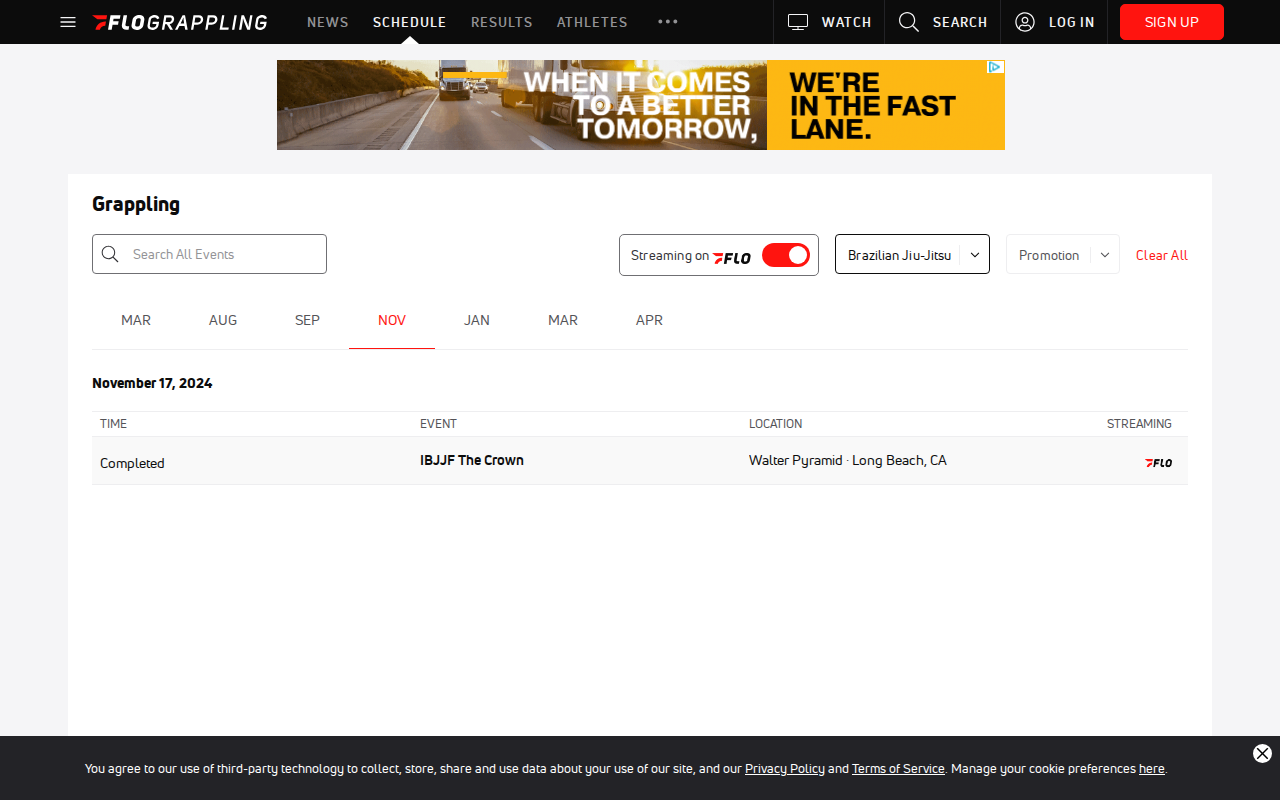 FLOGRAPPLING NEWS SCHEDULE RESULTS ATHLETES ••• WATCH SEARCH LOG IN SIGN UP
WHEN IT COMES
TO A BETTER
TOMORROW,
WE'RE
IN THE FAST
LANE.
Grappling
Search All Events
Streaming on FLO
Brazilian Jiu-Jitsu
Promotion
Clear All
MAR AUG SEP NOV JAN MAR APR
November 17, 2024
TIME EVENT LOCATION STREAMING
Completed IBJJF The Crown Walter Pyramid · Long Beach, CA FLO
You agree to our use of third-party technology to collect, store, share and use data about your use of our site, and our Privacy Policy and Terms of Service. Manage your cookie preferences here.